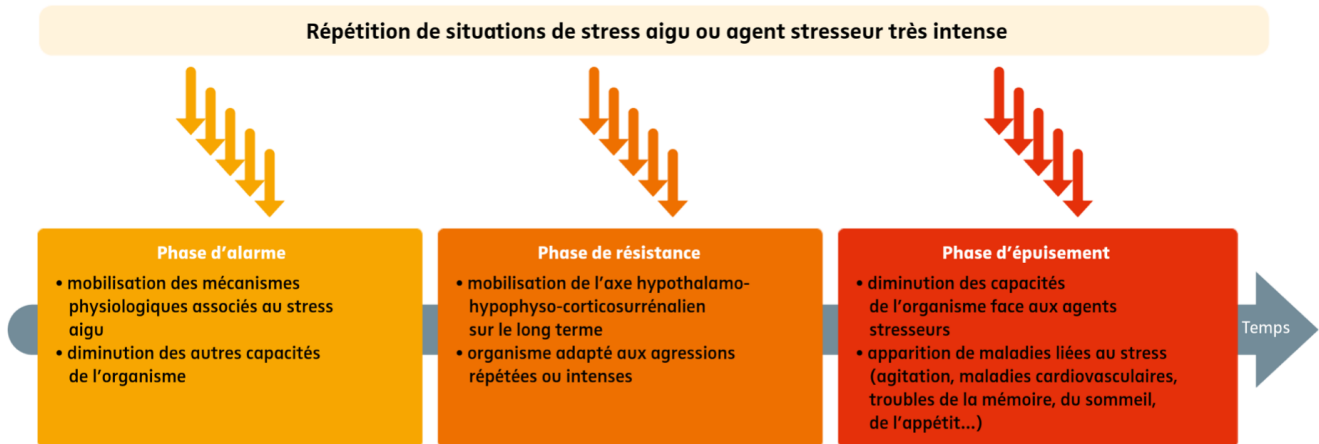 Répétition de situations de stress aigu ou agent stresseur très intense
Phase d'alarme
• mobilisation des mécanismes
physiologiques associés au stress
aigu
• diminution des autres capacités
de l'organisme
Phase de résistance
• mobilisation de l'axe hypothalamo-
hypophyso-corticosurrénalien
sur le long terme
• organisme adapté aux agressions
répétées ou intenses
Phase d'épuisement
• diminution des capacités
de l'organisme face aux agents
stresseurs
• apparition de maladies liées au stress
(agitation, maladies cardiovasculaires,
troubles de la mémoire, du sommeil,
de l'appétit...)
Temps